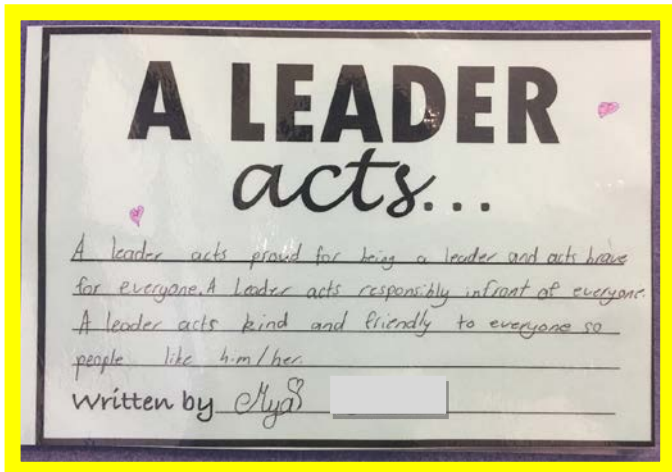 A LEADER
acts...
A leader acts proud for being a leader and acts brave
for everyone. A leader acts responsibly infront of everyone.
A leader acts kind and friendly to everyone so
people like him/her.
Written by Mya